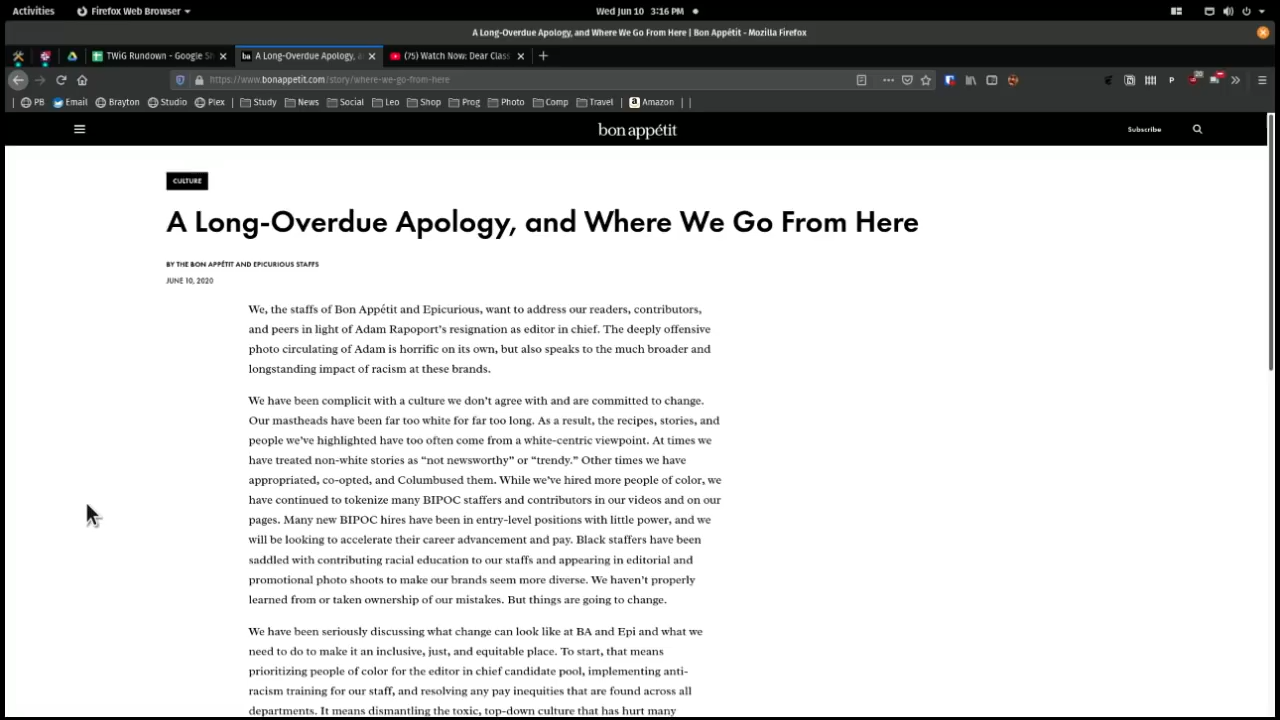 Activities Firefox Web Browser Wed Jun 10 3:16 PM
A Long-Overdue Apology, and Where We Go From Here | Bon Appétit - Mozilla Firefox
TWiG Rundown - Google Sh ba A Long-Overdue Apology, a (75) Watch Now: Dear Class
https://www.bonappetit.com/story/where-we-go-from-here
PB Email Brayton Studio Plex Study News Social Leo Shop Prog Photo Comp Travel Amazon
bon appétit Subscribe
CULTURE
A Long-Overdue Apology, and Where We Go From Here
BY THE BON APPÉTIT AND EPICURIOUS STAFFS
JUNE 10, 2020
We, the staffs of Bon Appétit and Epicurious, want to address our readers, contributors,
and peers in light of Adam Rapoport's resignation as editor in chief. The deeply offensive
photo circulating of Adam is horrific on its own, but also speaks to the much broader and
longstanding impact of racism at these brands.
We have been complicit with a culture we don't agree with and are committed to change.
Our mastheads have been far too white for far too long. As a result, the recipes, stories, and
people we've highlighted have too often come from a white-centric viewpoint. At times we
have treated non-white stories as "not newsworthy" or "trendy." Other times we have
appropriated, co-opted, and Columbused them. While we've hired more people of color, we
have continued to tokenize many BIPOC staffers and contributors in our videos and on our
pages. Many new BIPOC hires have been in entry-level positions with little power, and we
will be looking to accelerate their career advancement and pay. Black staffers have been
saddled with contributing racial education to our staffs and appearing in editorial and
promotional photo shoots to make our brands seem more diverse. We haven't properly
learned from or taken ownership of our mistakes. But things are going to change.
We have been seriously discussing what change can look like at BA and Epi and what we
need to do to make it an inclusive, just, and equitable place. To start, that means
prioritizing people of color for the editor in chief candidate pool, implementing anti-
racism training for our staff, and resolving any pay inequities that are found across all
departments. It means dismantling the toxic, top-down culture that has hurt many